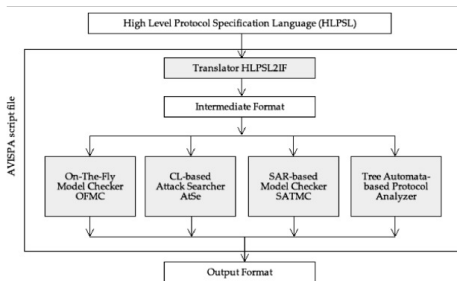 High Level Protocol Specification Language (HLPSL)
AVISPA script file
Translator HLPSL2IF
Intermediate Format
On-The-Fly
Model Checker
OFMC
CL-based
Attack Searcher
AtSe
SAR-based
Model Checker
SATMC
Tree Automata-
based Protocol
Analyzer
Output Format